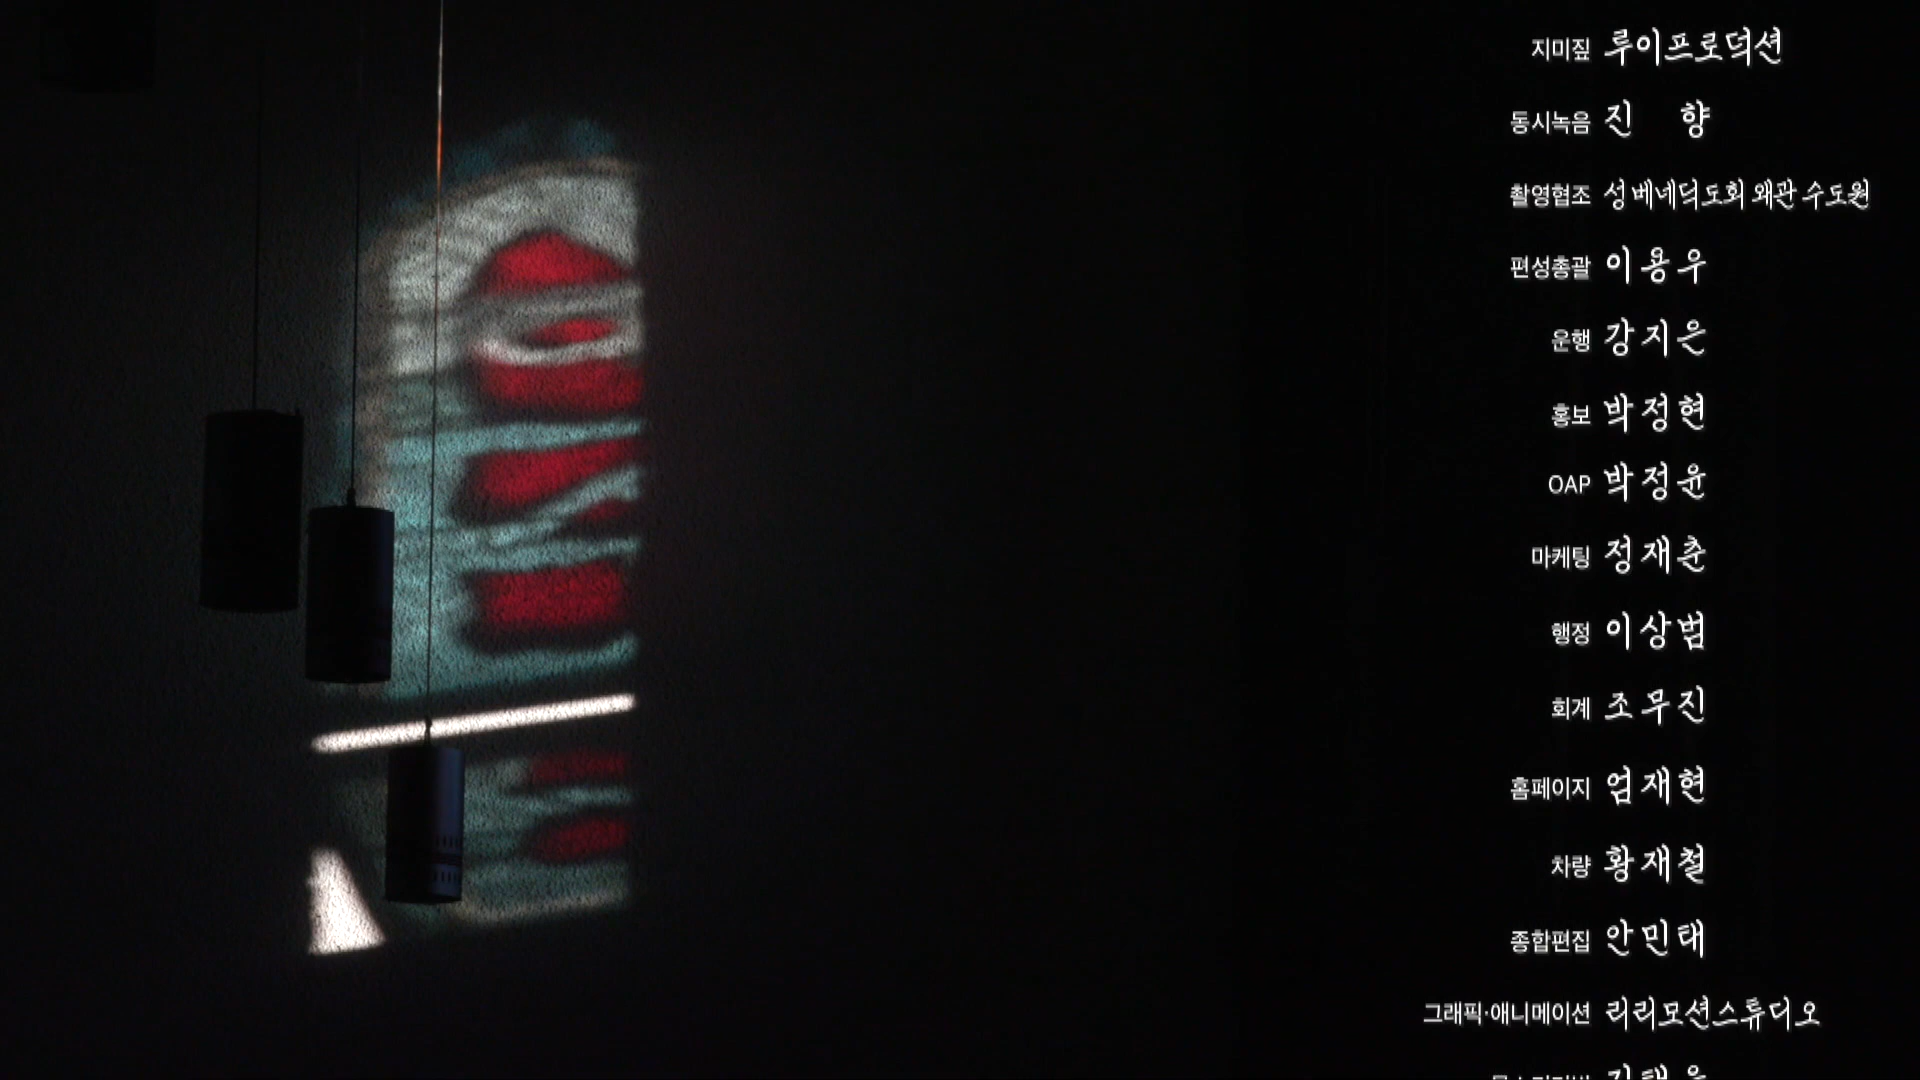 지미짚 루이프로덕션
동시녹음 진 향
촬영협조 성 베네딕도회 왜관 수도원
편성총괄 이용우
운행 강지은
홍보 박정현
OAP 박정윤
마케팅 정재춘
행정 이상범
회계 조무진
홈페이지 엄재현
차량 황재철
종합편집 안민태
그래픽·애니메이션 리리모션스튜디오